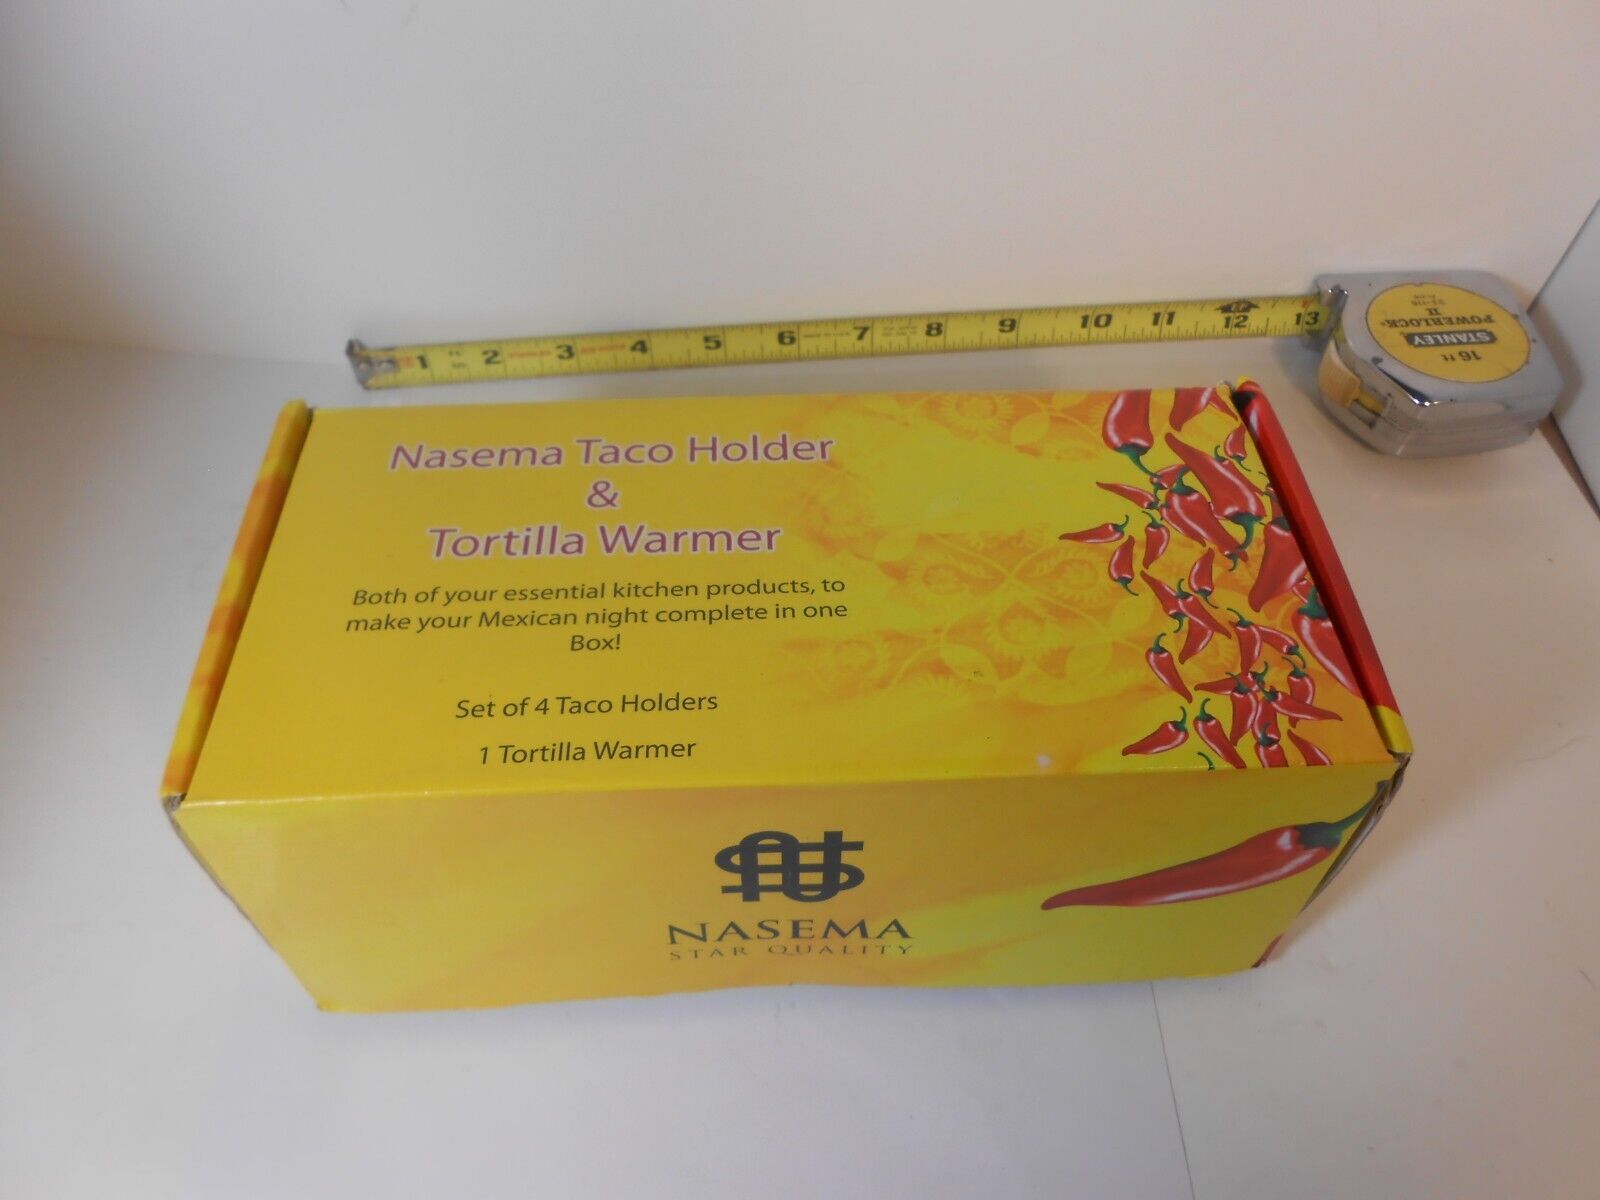 1 2 3 4 5 6 7 8 9 10 11 12 13
16 ft
STANLEY
POWERLOCK®
II
33-116
Nasema Taco Holder
&
Tortilla Warmer
Both of your essential kitchen products, to
make your Mexican night complete in one
Box!
Set of 4 Taco Holders
1 Tortilla Warmer
NASEMA
STAR QUALITY